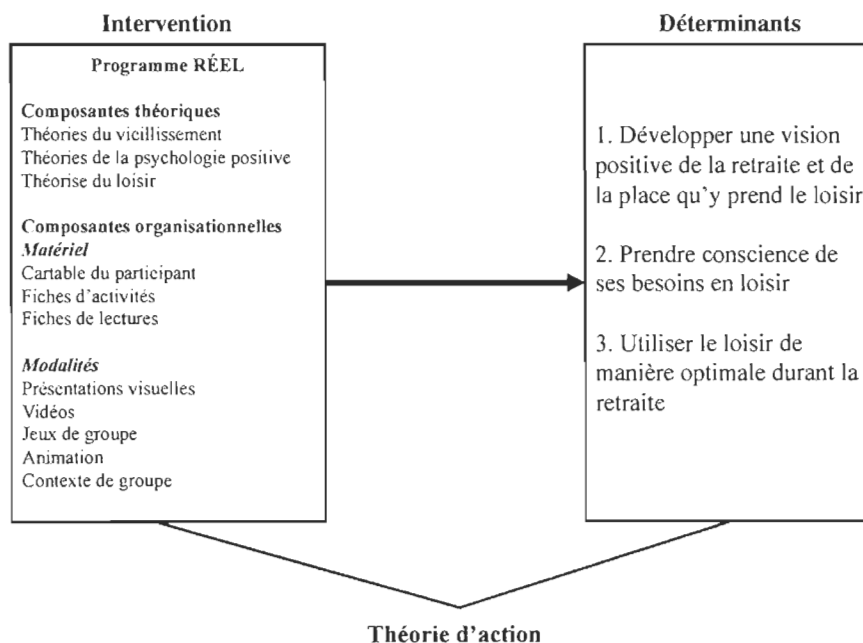 Intervention
Programme RÉEL
Composantes théoriques
Théories du vieillissement
Théories de la psychologie positive
Théorise du loisir
Composantes organisationnelles
Matériel
Cartable du participant
Fiches d'activités
Fiches de lectures
Modalités
Présentations visuelles
Vidéos
Jeux de groupe
Animation
Contexte de groupe
Déterminants
1. Développer une vision
positive de la retraite et de
la place qu'y prend le loisir
2. Prendre conscience de
ses besoins en loisir
3. Utiliser le loisir de
manière optimale durant la
retraite
Théorie d'action